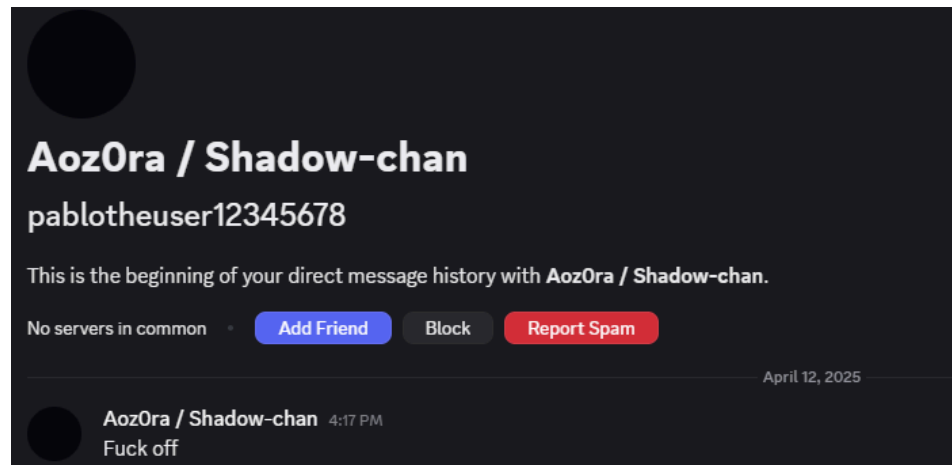 Aoz0ra / Shadow-chan
pablotheuser12345678
This is the beginning of your direct message history with Aoz0ra / Shadow-chan.
No servers in common • Add Friend Block Report Spam
April 12, 2025
Aoz0ra / Shadow-chan 4:17 PM
Fuck off